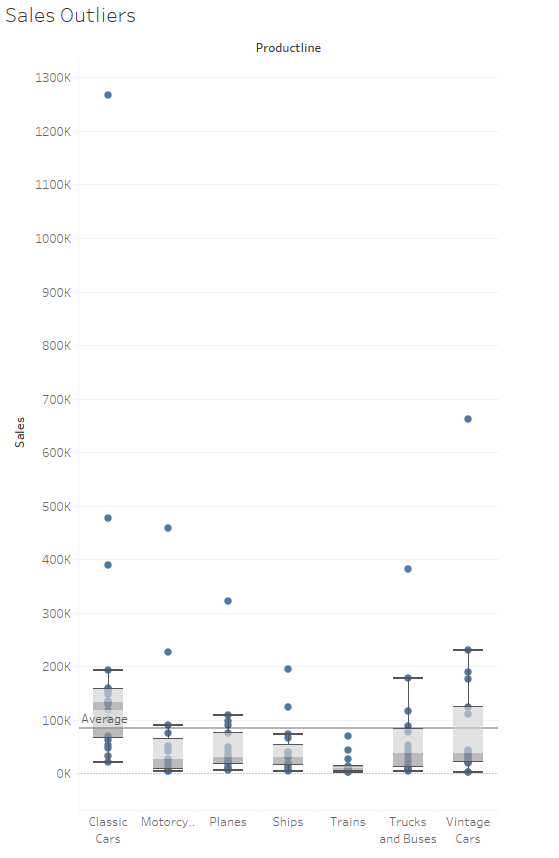 Sales Outliers
Productline
1300K
1200K
1100K
1000K
900K
800K
700K
600K
500K
400K
300K
200K
100K
0K
Sales
Average
Classic Cars
Motorcy..
Planes
Ships
Trains
Trucks and Buses
Vintage Cars